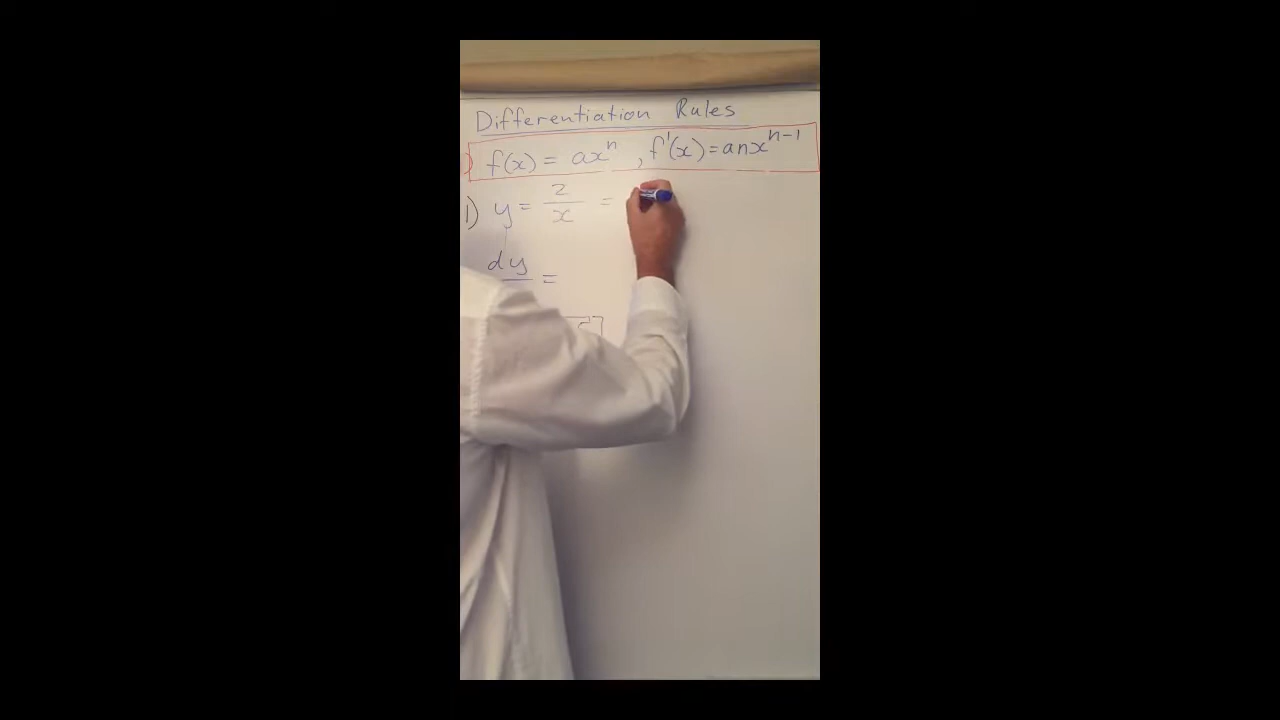 Differentiation Rules
f(x) = axⁿ , f'(x) = anxⁿ⁻¹
1) y = 2/x =
dy =